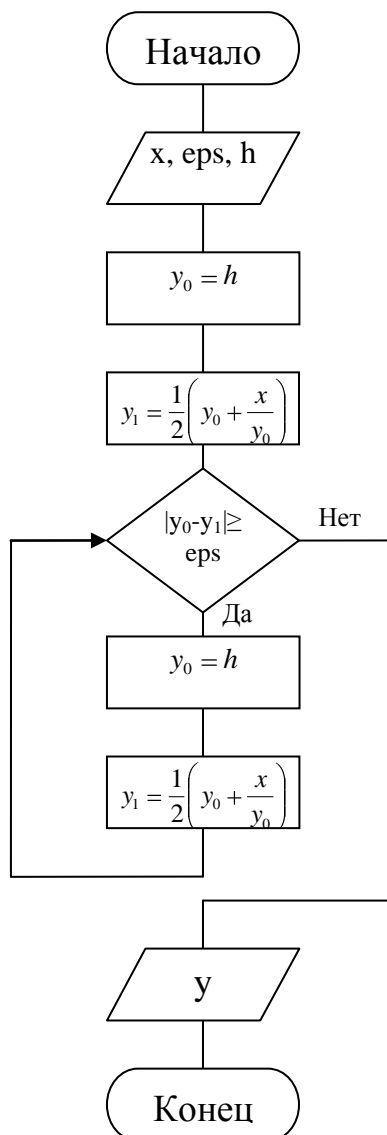 Начало
x, eps, h
y₀ = h
y₁ = 1/2 (y₀ + x/y₀)
|y₀-y₁|≥
eps
Нет
Да
y₀ = h
y₁ = 1/2 (y₀ + x/y₀)
y
Конец